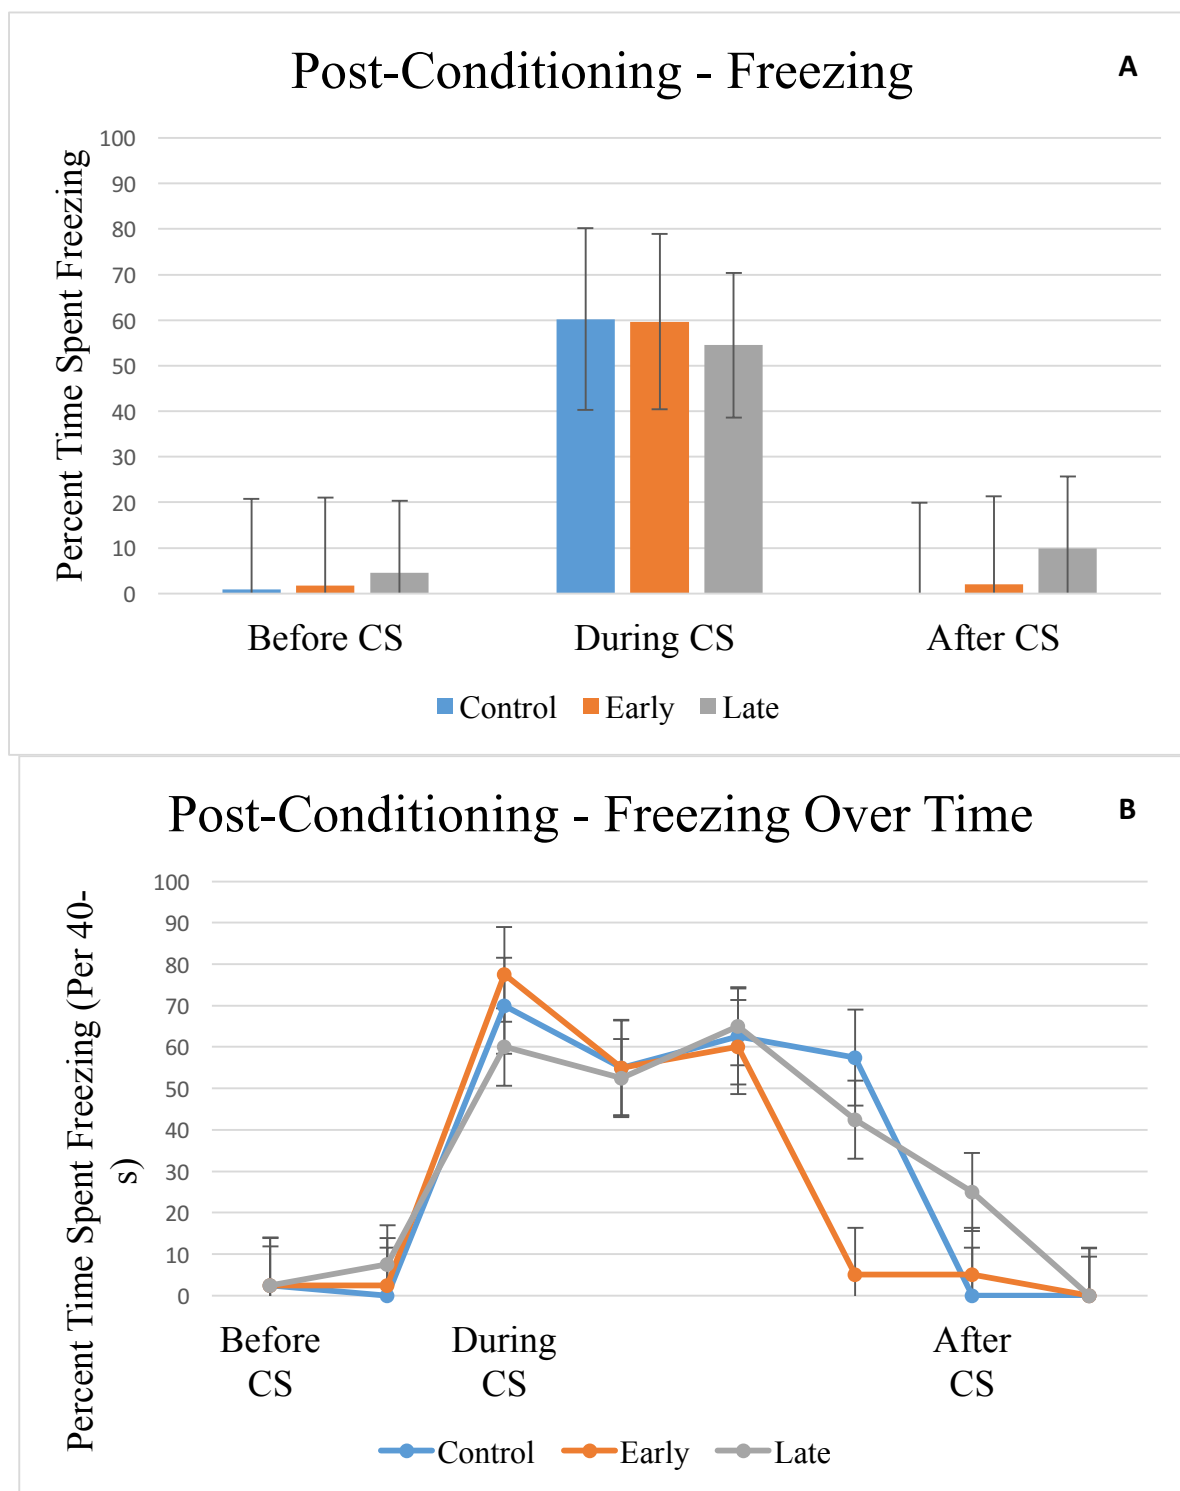 Post-Conditioning - Freezing
A
Percent Time Spent Freezing
100
90
80
70
60
50
40
30
20
10
0
Before CS During CS After CS
Control Early Late
Post-Conditioning - Freezing Over Time
B
Percent Time Spent Freezing (Per 40-
s)
100
90
80
70
60
50
40
30
20
10
0
Before During After
CS CS CS
Control Early Late